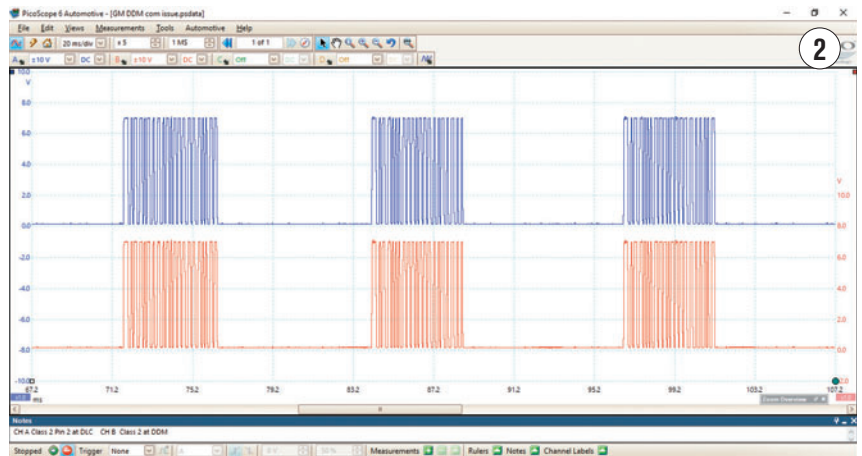 PicoScope 6 Automotive - [GM DDM com issue.psdata]
File Edit Views Measurements Tools Automotive Help
20 ms/div x 5 1 MS 1 of 1
2
A ±10 V DC B ±10 V DC C Off D Off
10.0
V
8.0
6.0
4.0
2.0
0.0
-2.0
-4.0
-6.0
-8.0
-10.0
V
10.0
8.0
6.0
4.0
2.0
0.0
-2.0
67.2 71.2 75.2 79.2 83.2 87.2 91.2 95.2 99.2 103.2 107.2
ms
Zoom Overview
Notes
CH A Class 2 Pin 2 at DLC CH B Class 2 at DDM
Stopped Trigger None A 0 V 50 % Measurements Rulers Notes Channel Labels